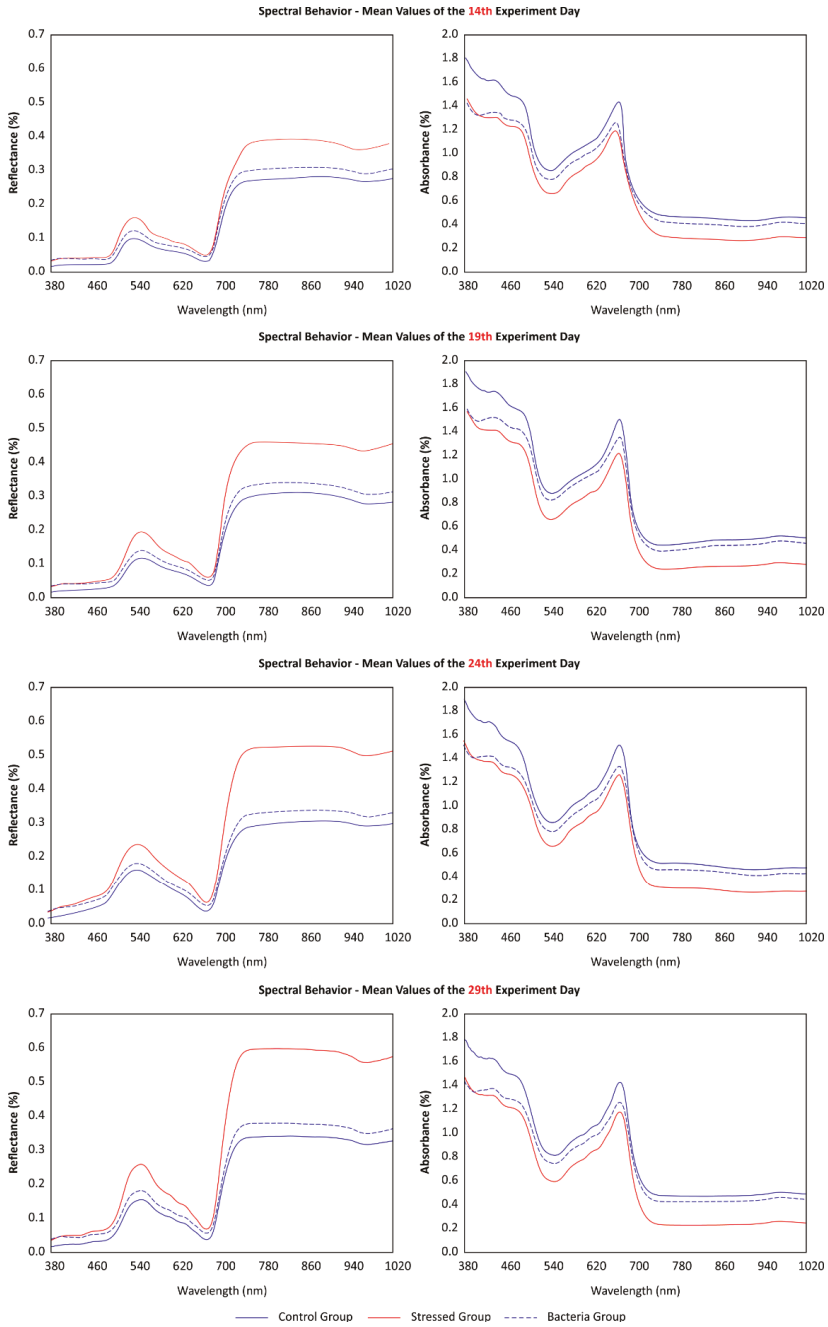 Spectral Behavior - Mean Values of the 14th Experiment Day
Reflectance (%)
0.7
0.6
0.5
0.4
0.3
0.2
0.1
0.0
380 460 540 620 700 780 860 940 1020
Wavelength (nm)
Absorbance (%)
2.0
1.8
1.6
1.4
1.2
1.0
0.8
0.6
0.4
0.2
0.0
380 460 540 620 700 780 860 940 1020
Wavelength (nm)
Spectral Behavior - Mean Values of the 19th Experiment Day
Reflectance (%)
0.7
0.6
0.5
0.4
0.3
0.2
0.1
0.0
380 460 540 620 700 780 860 940 1020
Wavelength (nm)
Absorbance (%)
2.0
1.8
1.6
1.4
1.2
1.0
0.8
0.6
0.4
0.2
0.0
380 460 540 620 700 780 860 940 1020
Wavelength (nm)
Spectral Behavior - Mean Values of the 24th Experiment Day
Reflectance (%)
0.7
0.6
0.5
0.4
0.3
0.2
0.1
0.0
380 460 540 620 700 780 860 940 1020
Wavelength (nm)
Absorbance (%)
2.0
1.8
1.6
1.4
1.2
1.0
0.8
0.6
0.4
0.2
0.0
380 460 540 620 700 780 860 940 1020
Wavelength (nm)
Spectral Behavior - Mean Values of the 29th Experiment Day
Reflectance (%)
0.7
0.6
0.5
0.4
0.3
0.2
0.1
0.0
380 460 540 620 700 780 860 940 1020
Wavelength (nm)
Absorbance (%)
2.0
1.8
1.6
1.4
1.2
1.0
0.8
0.6
0.4
0.2
0.0
380 460 540 620 700 780 860 940 1020
Wavelength (nm)
Control Group Stressed Group Bacteria Group